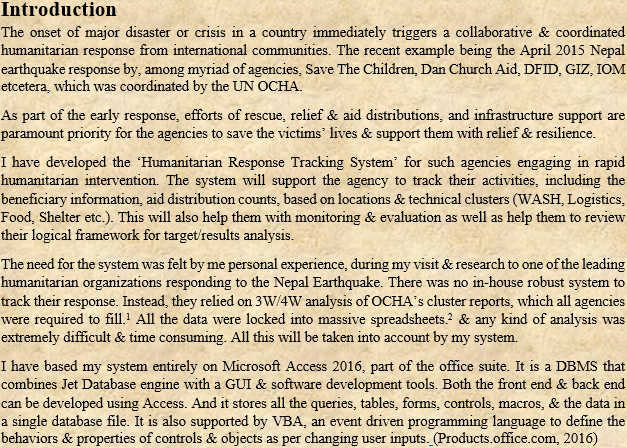 Introduction
The onset of major disaster or crisis in a country immediately triggers a collaborative & coordinated
humanitarian response from international communities. The recent example being the April 2015 Nepal
earthquake response by, among myriad of agencies, Save The Children, Dan Church Aid, DFID, GIZ, IOM
etcetera, which was coordinated by the UN OCHA.
As part of the early response, efforts of rescue, relief & aid distributions, and infrastructure support are
paramount priority for the agencies to save the victims’ lives & support them with relief & resilience.
I have developed the ‘Humanitarian Response Tracking System’ for such agencies engaging in rapid
humanitarian intervention. The system will support the agency to track their activities, including the
beneficiary information, aid distribution counts, based on locations & technical clusters (WASH, Logistics,
Food, Shelter etc.). This will also help them with monitoring & evaluation as well as help them to review
their logical framework for target/results analysis.
The need for the system was felt by me personal experience, during my visit & research to one of the leading
humanitarian organizations responding to the Nepal Earthquake. There was no in-house robust system to
track their response. Instead, they relied on 3W/4W analysis of OCHA’s cluster reports, which all agencies
were required to fill.¹ All the data were locked into massive spreadsheets.² & any kind of analysis was
extremely difficult & time consuming. All this will be taken into account by my system.
I have based my system entirely on Microsoft Access 2016, part of the office suite. It is a DBMS that
combines Jet Database engine with a GUI & software development tools. Both the front end & back end
can be developed using Access. And it stores all the queries, tables, forms, controls, macros, & the data in
a single database file. It is also supported by VBA, an event driven programming language to define the
behaviors & properties of controls & objects as per changing user inputs. (Products.office.com, 2016)